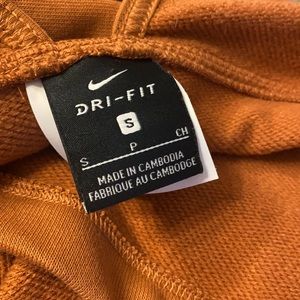 DRI-FIT
S
S P CH
MADE IN CAMBODIA
FABRIQUE AU CAMBODGE